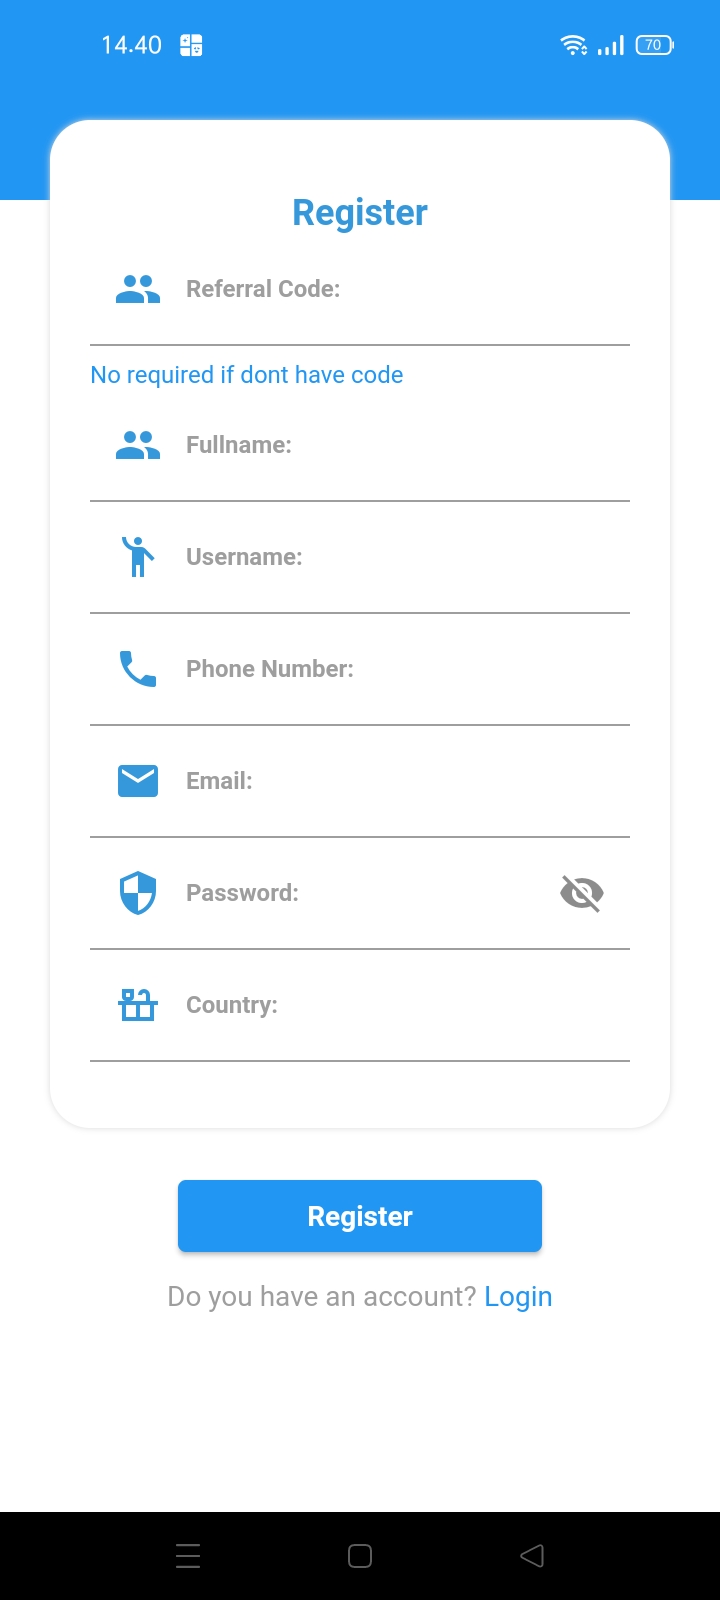 14.40
70
Register
Referral Code:
No required if dont have code
Fullname:
Username:
Phone Number:
Email:
Password:
Country:
Register
Do you have an account? Login